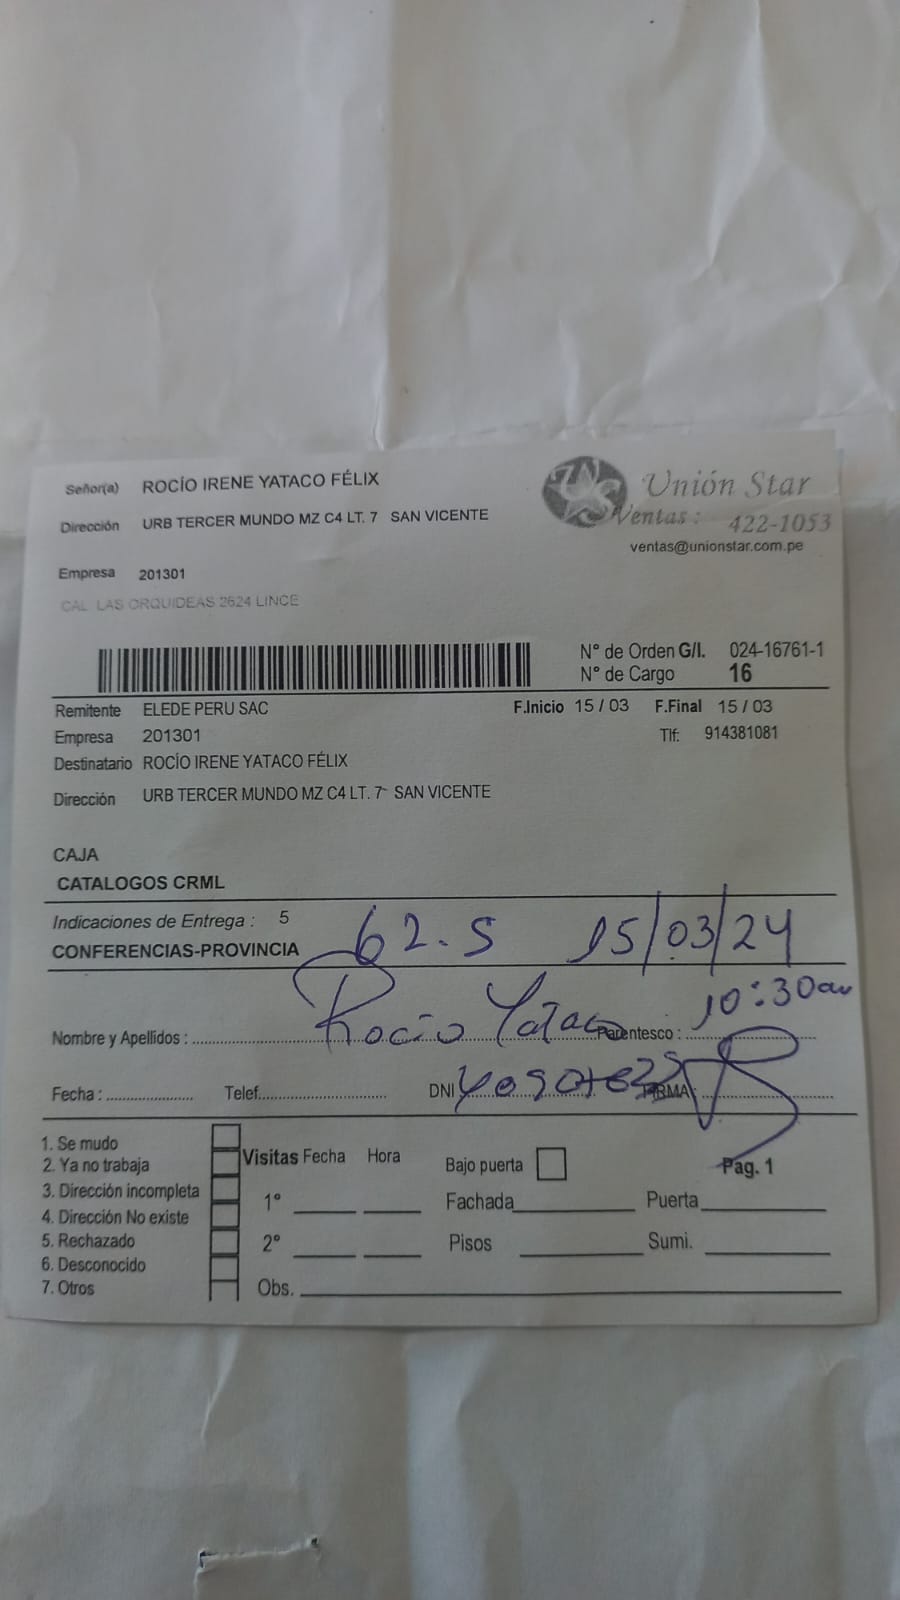 Señor(a) ROCÍO IRENE YATACO FÉLIX
Dirección URB TERCER MUNDO MZ C4 LT. 7 SAN VICENTE
Unión Star
Ventas : 422-1053
ventas@unionstar.com.pe
Empresa 201301
CAL LAS ORQUIDEAS 2624 LINCE
N° de Orden G/I. 024-16761-1
N° de Cargo 16
Remitente ELEDE PERU SAC F.Inicio 15 / 03 F.Final 15 / 03
Empresa 201301 Tlf: 914381081
Destinatario ROCÍO IRENE YATACO FÉLIX
Dirección URB TERCER MUNDO MZ C4 LT. 7 SAN VICENTE
CAJA
CATALOGOS CRML
Indicaciones de Entrega : 5 62.5 15/03/24
CONFERENCIAS-PROVINCIA
10:30am
Nombre y Apellidos : Rocío Yataco Parentesco :
Fecha : Telef. DNI FIRMA
1. Se mudo
2. Ya no trabaja Visitas Fecha Hora Bajo puerta Pag. 1
3. Dirección incompleta 1° Fachada Puerta
4. Dirección No existe
5. Rechazado 2° Pisos Sumi.
6. Desconocido
7. Otros Obs.